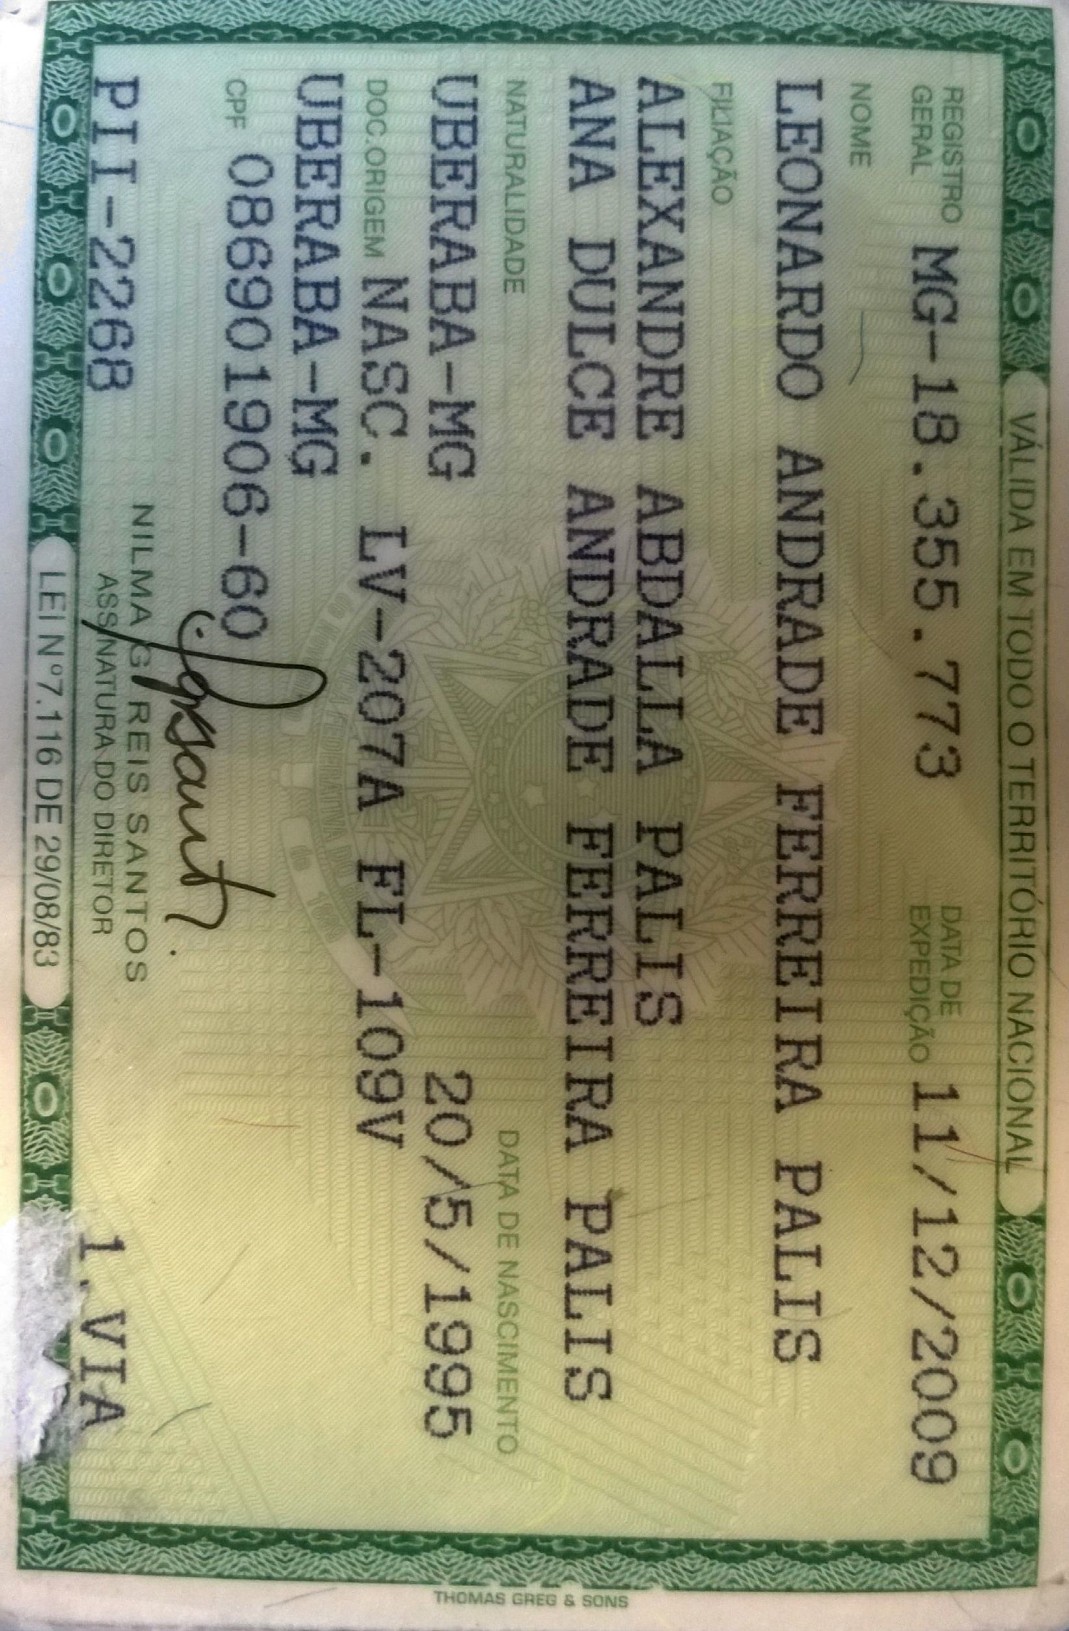 VÁLIDA EM TODO O TERRITÓRIO NACIONAL
REGISTRO GERAL MG-18.355.773 DATA DE EXPEDIÇÃO 11/12/2009
NOME
LEONARDO ANDRADE FERREIRA PALIS
FILIAÇÃO
ALEXANDRE ABDALLA PALIS
ANA DULCE ANDRADE FERREIRA PALIS
NATURALIDADE DATA DE NASCIMENTO
UBERABA-MG 20/5/1995
DOC.ORIGEM NASC. LV-207A FL-109V
UBERABA-MG
CPF 086901906-60
PII-2268 1.VIA
NILMA G REIS SANTOS
ASSINATURA DO DIRETOR
LEI Nº7.116 DE 29/08/83
THOMAS GREG & SONS